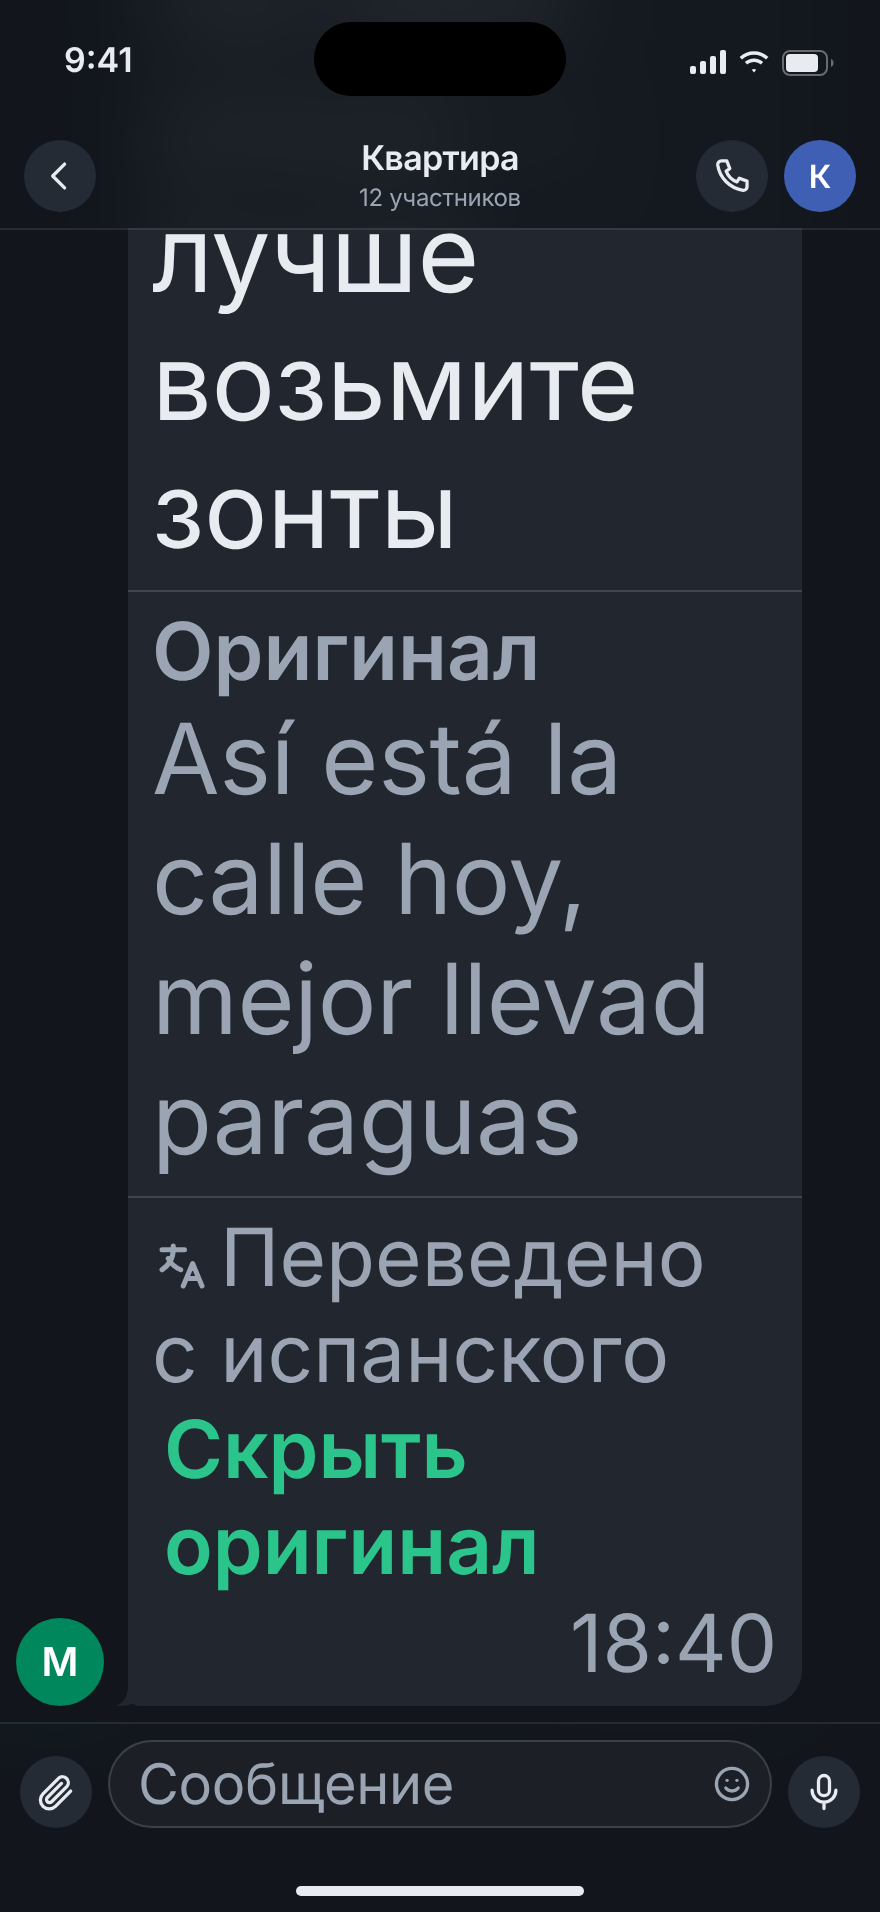 9:41
Квартира
12 участников
К
лучше
возьмите
зонты
Оригинал
Así está la
calle hoy,
mejor llevad
paraguas
Переведено
с испанского
Скрыть
оригинал
18:40
М
Сообщение